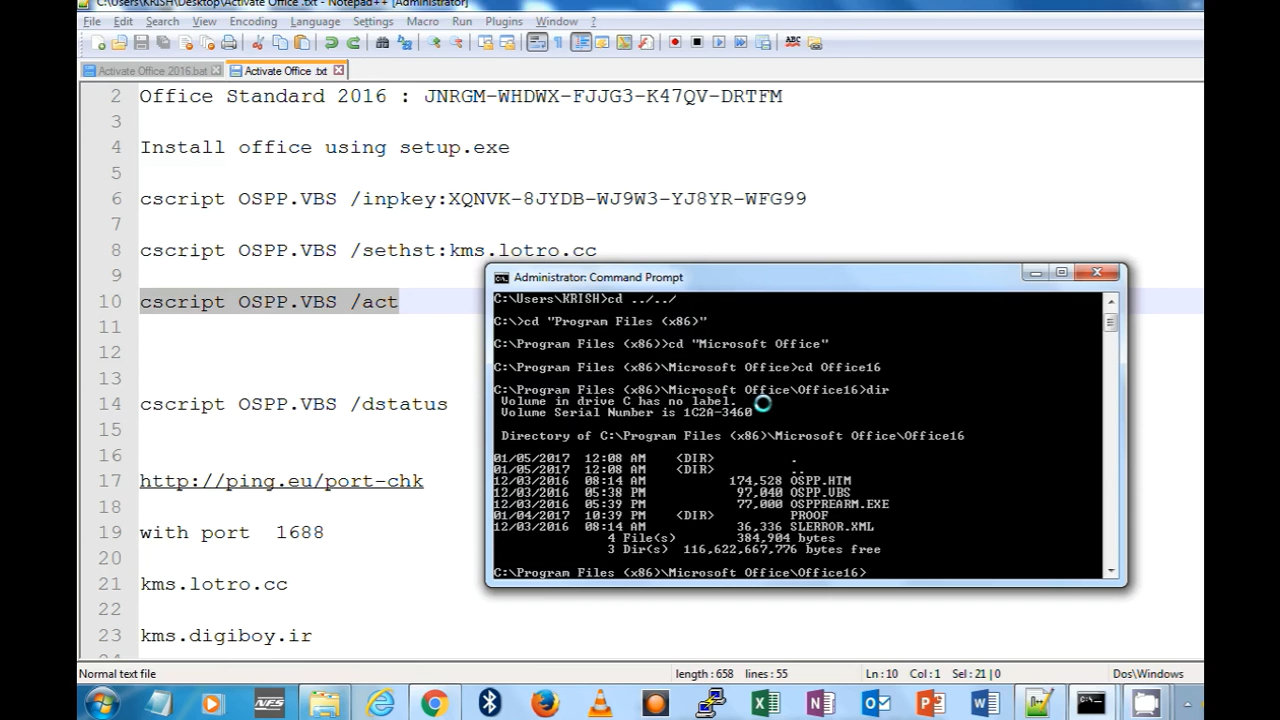 C:\Users\KRISH\Desktop\Activate Office .txt - Notepad++ [Administrator]
File Edit Search View Encoding Language Settings Macro Run Plugins Window ?
Activate Office 2016.bat Activate Office .txt
2 Office Standard 2016 : JNRGM-WHDWX-FJJG3-K47QV-DRTFM
3
4 Install office using setup.exe
5
6 cscript OSPP.VBS /inpkey:XQNVK-8JYDB-WJ9W3-YJ8YR-WFG99
7
8 cscript OSPP.VBS /sethst:kms.lotro.cc
9
10 cscript OSPP.VBS /act
11
12
13
14 cscript OSPP.VBS /dstatus
15
16
17 http://ping.eu/port-chk
18
19 with port 1688
20
21 kms.lotro.cc
22
23 kms.digiboy.ir
Administrator: Command Prompt
C:\Users\KRISH>cd ../../
C:\>cd "Program Files (x86)"
C:\Program Files (x86)>cd "Microsoft Office"
C:\Program Files (x86)\Microsoft Office>cd Office16
C:\Program Files (x86)\Microsoft Office\Office16>dir
Volume in drive C has no label.
Volume Serial Number is 1C2A-3460
Directory of C:\Program Files (x86)\Microsoft Office\Office16
01/05/2017 12:08 AM <DIR> .
01/05/2017 12:08 AM <DIR> ..
12/03/2016 08:14 AM 174,528 OSPP.HTM
12/03/2016 05:38 PM 97,040 OSPP.VBS
12/03/2016 05:39 PM 77,000 OSPPREARM.EXE
01/04/2017 10:39 PM <DIR> PROOF
12/03/2016 08:14 AM 36,336 SLERROR.XML
4 File(s) 384,904 bytes
3 Dir(s) 116,622,667,776 bytes free
C:\Program Files (x86)\Microsoft Office\Office16>
Normal text file length : 658 lines : 55 Ln : 10 Col : 1 Sel : 21 | 0 Dos\Windows